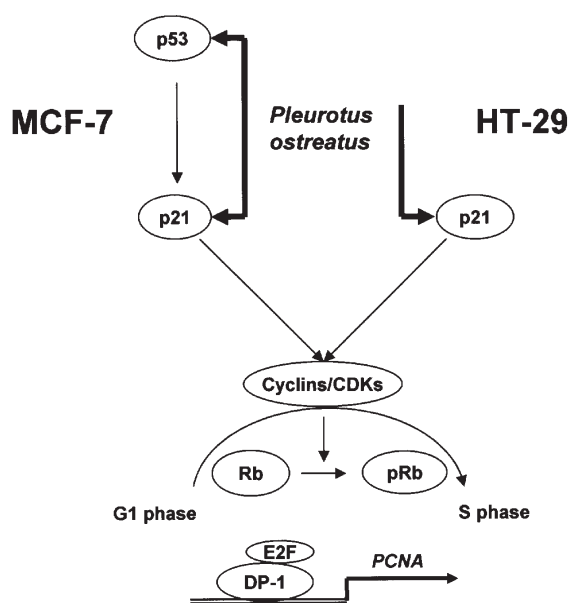 p53
MCF-7
Pleurotus
ostreatus
HT-29
p21
p21
Cyclins/CDKs
Rb
pRb
G1 phase
S phase
E2F
PCNA
DP-1